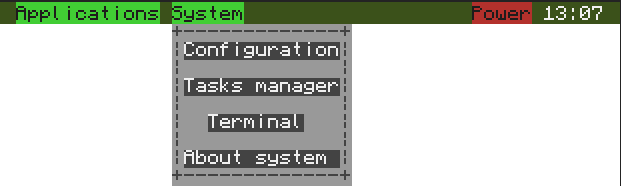 Applications System Power 13:07
Configuration
Tasks manager
Terminal
About system